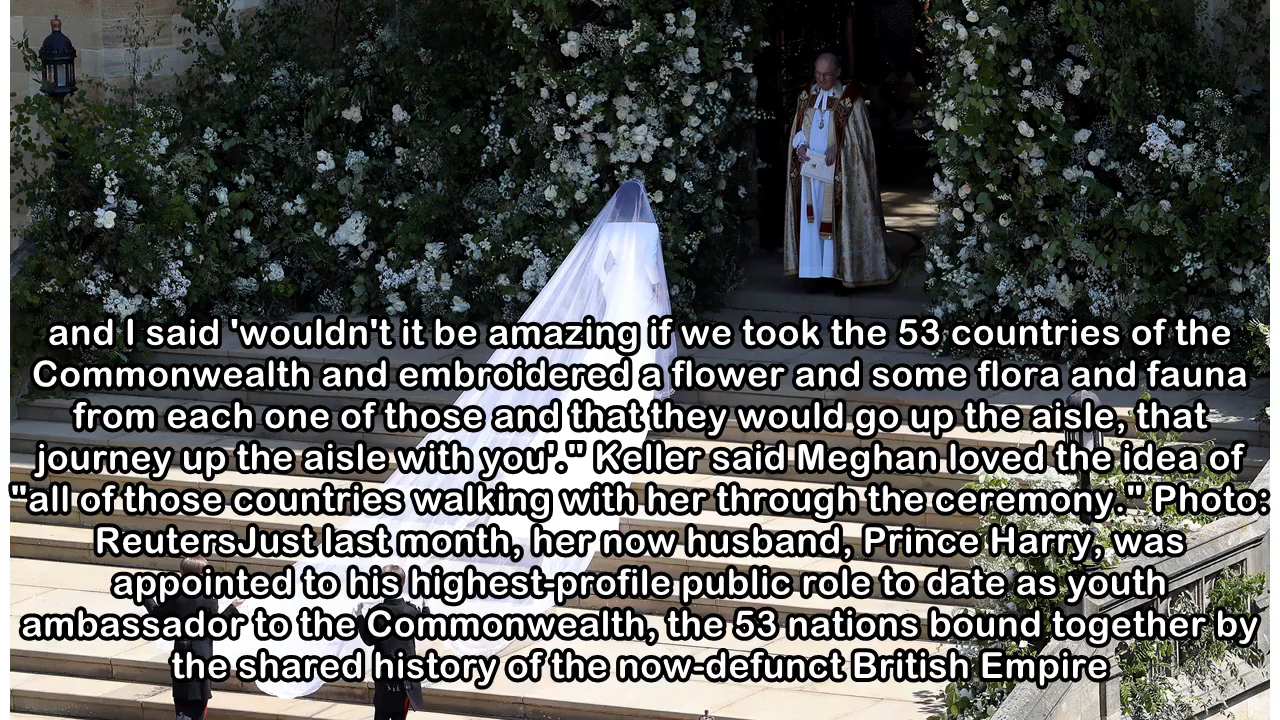 and I said 'wouldn't it be amazing if we took the 53 countries of the
Commonwealth and embroidered a flower and some flora and fauna
from each one of those and that they would go up the aisle, that
journey up the aisle with you'." Keller said Meghan loved the idea of
"all of those countries walking with her through the ceremony." Photo:
ReutersJust last month, her now husband, Prince Harry, was
appointed to his highest-profile public role to date as youth
ambassador to the Commonwealth, the 53 nations bound together by
the shared history of the now-defunct British Empire